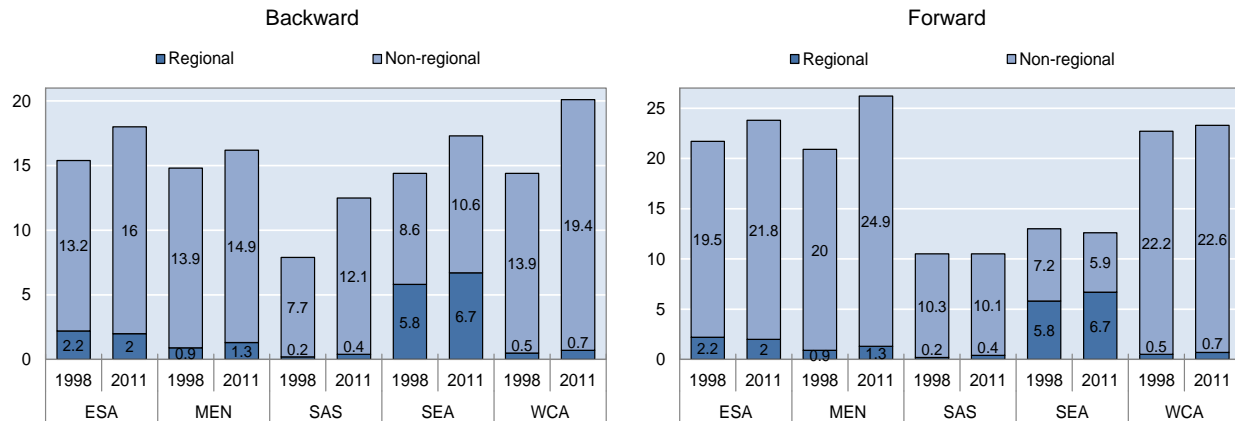 Backward
Regional Non-regional
20
15
10
5
0
13.2 16 13.9 14.9 7.7 12.1 8.6 10.6 13.9 19.4
2.2 2 0.9 1.3 0.2 0.4 5.8 6.7 0.5 0.7
1998 2011 1998 2011 1998 2011 1998 2011 1998 2011
ESA MEN SAS SEA WCA
Forward
Regional Non-regional
25
20
15
10
5
0
19.5 21.8 20 24.9 10.3 10.1 7.2 5.9 22.2 22.6
2.2 2 0.9 1.3 0.2 0.4 5.8 6.7 0.5 0.7
1998 2011 1998 2011 1998 2011 1998 2011 1998 2011
ESA MEN SAS SEA WCA